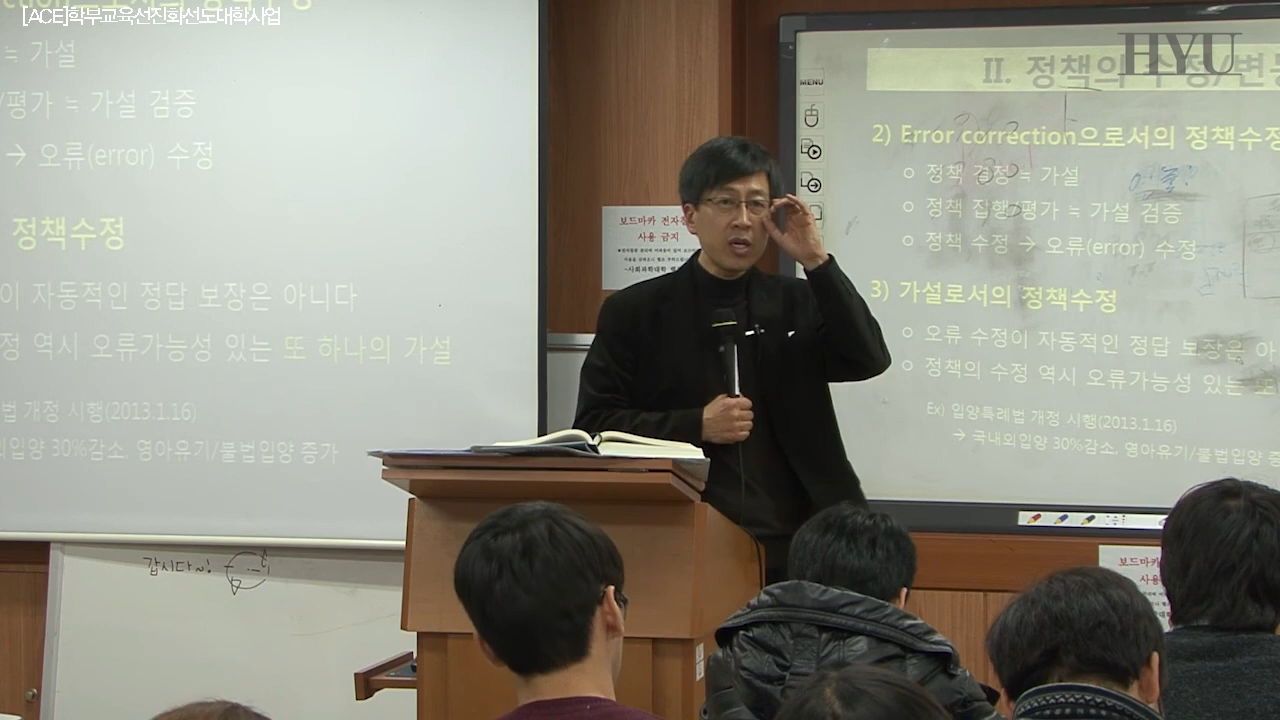 [ACE]학부교육선진화선도대학사업
HYU
≒ 가설
/평가 ≒ 가설 검증
→ 오류(error) 수정
정책수정
이 자동적인 정답 보장은 아니다
정 역시 오류가능성 있는 또 하나의 가설
법 개정 시행(2013.1.16)
외입양 30%감소, 영아유기/불법입양 증가
갑시다~!
보드마카 전자
사용 금지
-사회과학대학
MENU
II. 정책의 수정/변동
2) Error correction으로서의 정책수정
정책 결정 ≒ 가설
정책 집행/평가 ≒ 가설 검증
정책 수정 → 오류(error) 수정
3) 가설로서의 정책수정
오류 수정이 자동적인 정답 보장은 아
정책의 수정 역시 오류가능성 있는 또
Ex) 입양특례법 개정 시행(2013.1.16)
→ 국내외입양 30%감소, 영아유기/불법입양 증
보드마카
사용